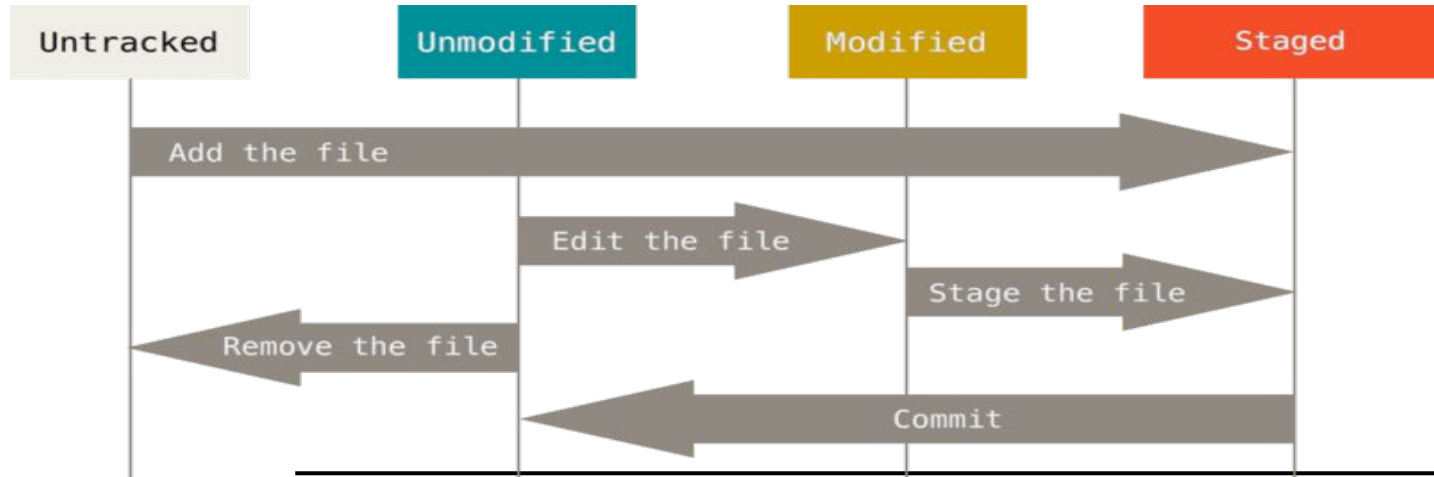 Untracked
Unmodified
Modified
Staged
Add the file
Edit the file
Stage the file
Remove the file
Commit